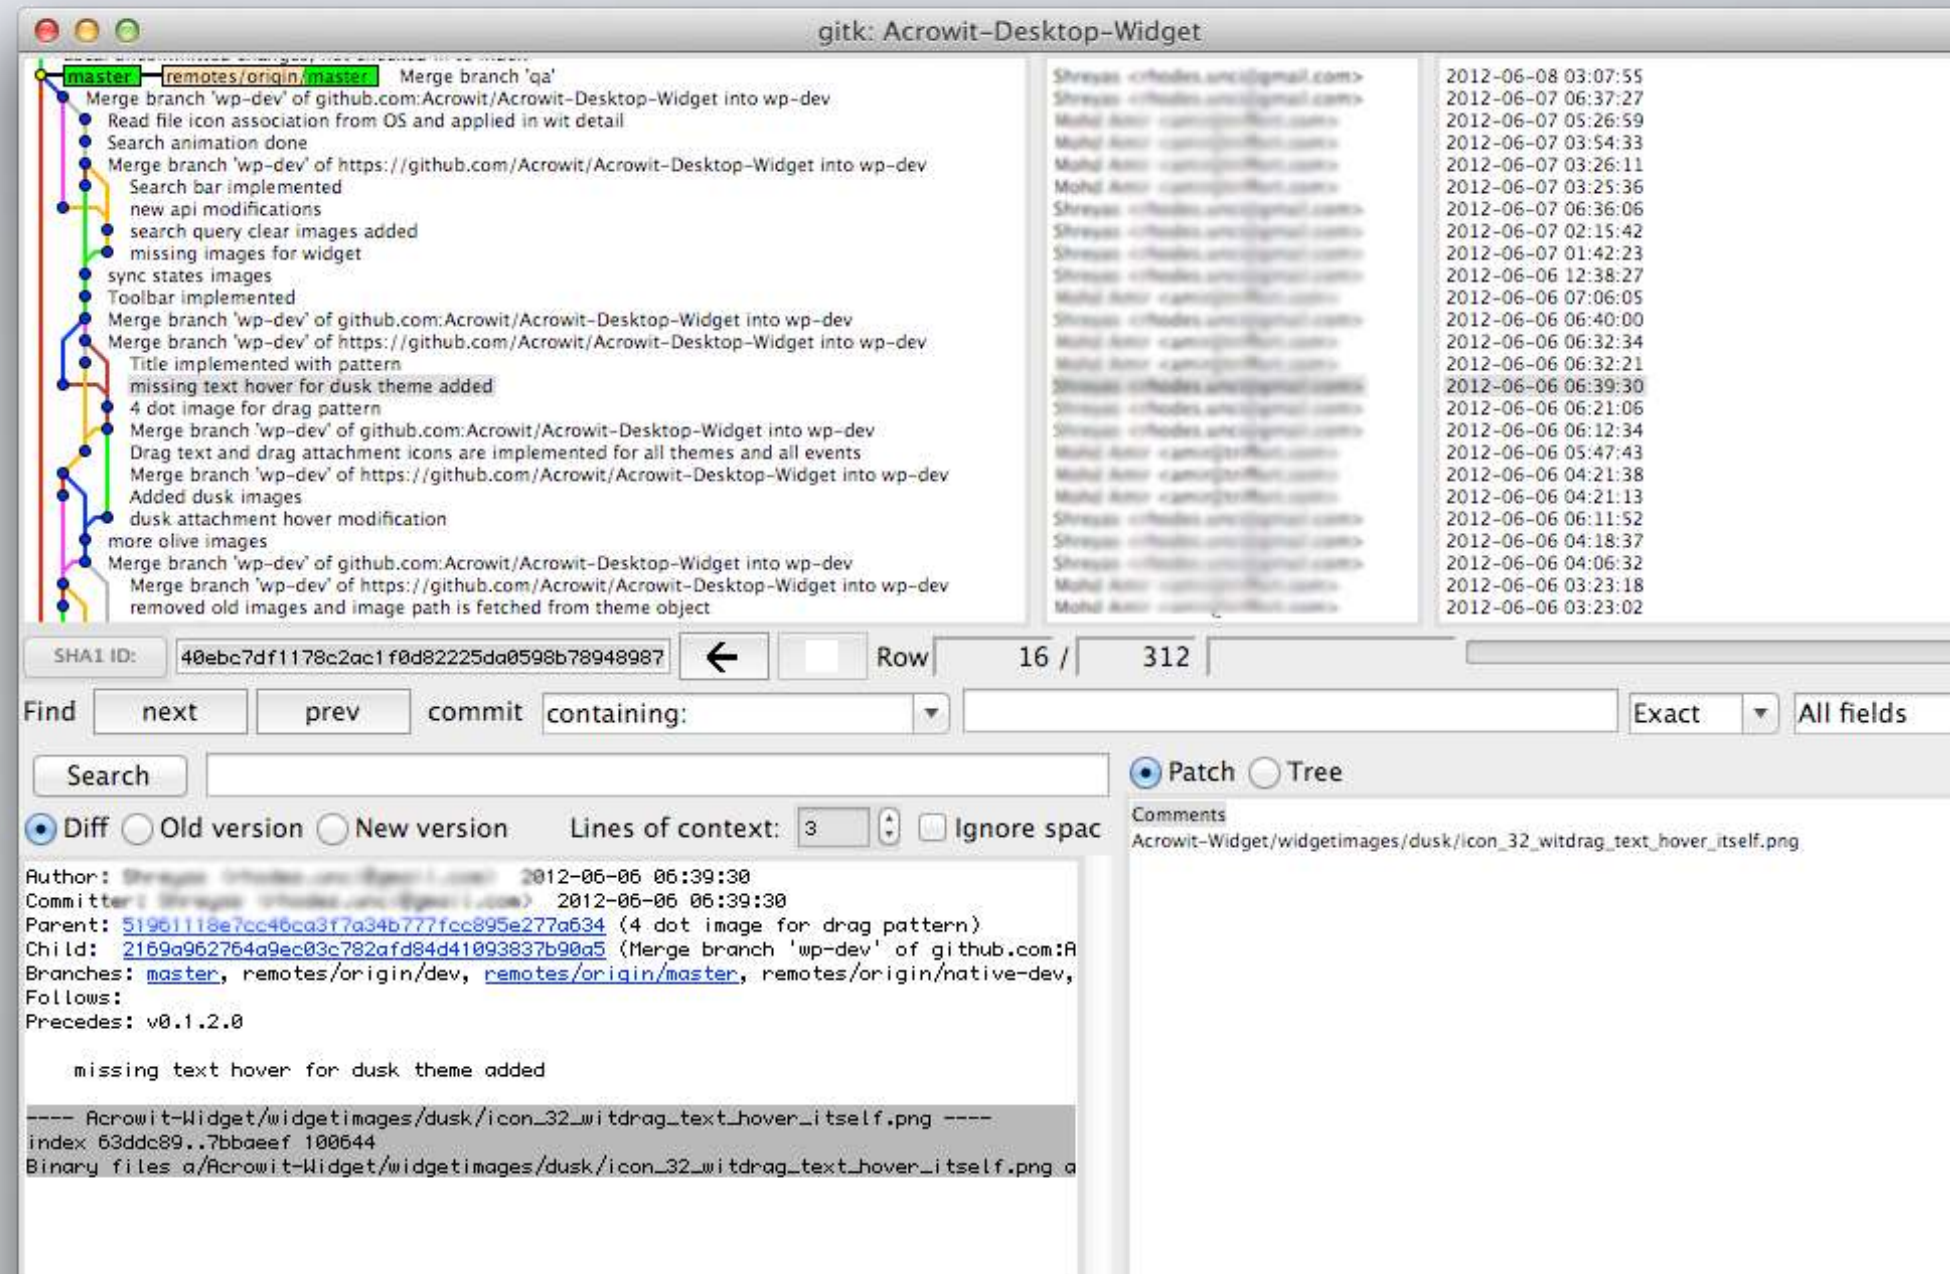 gitk: Acrowit-Desktop-Widget
master remotes/origin/master Merge branch 'qa' 2012-06-08 03:07:55
Merge branch 'wp-dev' of github.com:Acrowit/Acrowit-Desktop-Widget into wp-dev 2012-06-07 06:37:27
Read file icon association from OS and applied in wit detail 2012-06-07 05:26:59
Search animation done 2012-06-07 03:54:33
Merge branch 'wp-dev' of https://github.com/Acrowit/Acrowit-Desktop-Widget into wp-dev 2012-06-07 03:26:11
Search bar implemented 2012-06-07 03:25:36
new api modifications 2012-06-07 06:36:06
search query clear images added 2012-06-07 02:15:42
missing images for widget 2012-06-07 01:42:23
sync states images 2012-06-06 12:38:27
Toolbar implemented 2012-06-06 07:06:05
Merge branch 'wp-dev' of github.com:Acrowit/Acrowit-Desktop-Widget into wp-dev 2012-06-06 06:40:00
Merge branch 'wp-dev' of https://github.com/Acrowit/Acrowit-Desktop-Widget into wp-dev 2012-06-06 06:32:34
Title implemented with pattern 2012-06-06 06:32:21
missing text hover for dusk theme added 2012-06-06 06:39:30
4 dot image for drag pattern 2012-06-06 06:21:06
Merge branch 'wp-dev' of github.com:Acrowit/Acrowit-Desktop-Widget into wp-dev 2012-06-06 06:12:34
Drag text and drag attachment icons are implemented for all themes and all events 2012-06-06 05:47:43
Merge branch 'wp-dev' of https://github.com/Acrowit/Acrowit-Desktop-Widget into wp-dev 2012-06-06 04:21:38
Added dusk images 2012-06-06 04:21:13
dusk attachment hover modification 2012-06-06 06:11:52
more olive images 2012-06-06 04:18:37
Merge branch 'wp-dev' of github.com:Acrowit/Acrowit-Desktop-Widget into wp-dev 2012-06-06 04:06:32
Merge branch 'wp-dev' of https://github.com/Acrowit/Acrowit-Desktop-Widget into wp-dev 2012-06-06 03:23:18
removed old images and image path is fetched from theme object 2012-06-06 03:23:02
SHA1 ID: 40ebc7df1178c2ac1f0d82225da0598b78948987 Row 16 / 312
Find next prev commit containing: Exact All fields
Search
Patch Tree
Diff Old version New version Lines of context: 3 Ignore spac
Comments
Acrowit-Widget/widgetimages/dusk/icon_32_witdrag_text_hover_itself.png
Author: 2012-06-06 06:39:30
Committer: 2012-06-06 06:39:30
Parent: 51961118e7cc46ca3f7a34b777fcc895e277a634 (4 dot image for drag pattern)
Child: 2169a962764a9ec03c782afd84d41093837b90a5 (Merge branch 'wp-dev' of github.com:A
Branches: master, remotes/origin/dev, remotes/origin/master, remotes/origin/native-dev,
Follows:
Precedes: v0.1.2.0
missing text hover for dusk theme added
---- Acrowit-Widget/widgetimages/dusk/icon_32_witdrag_text_hover_itself.png ----
index 63ddc89..7bbaeef 100644
Binary files a/Acrowit-Widget/widgetimages/dusk/icon_32_witdrag_text_hover_itself.png a